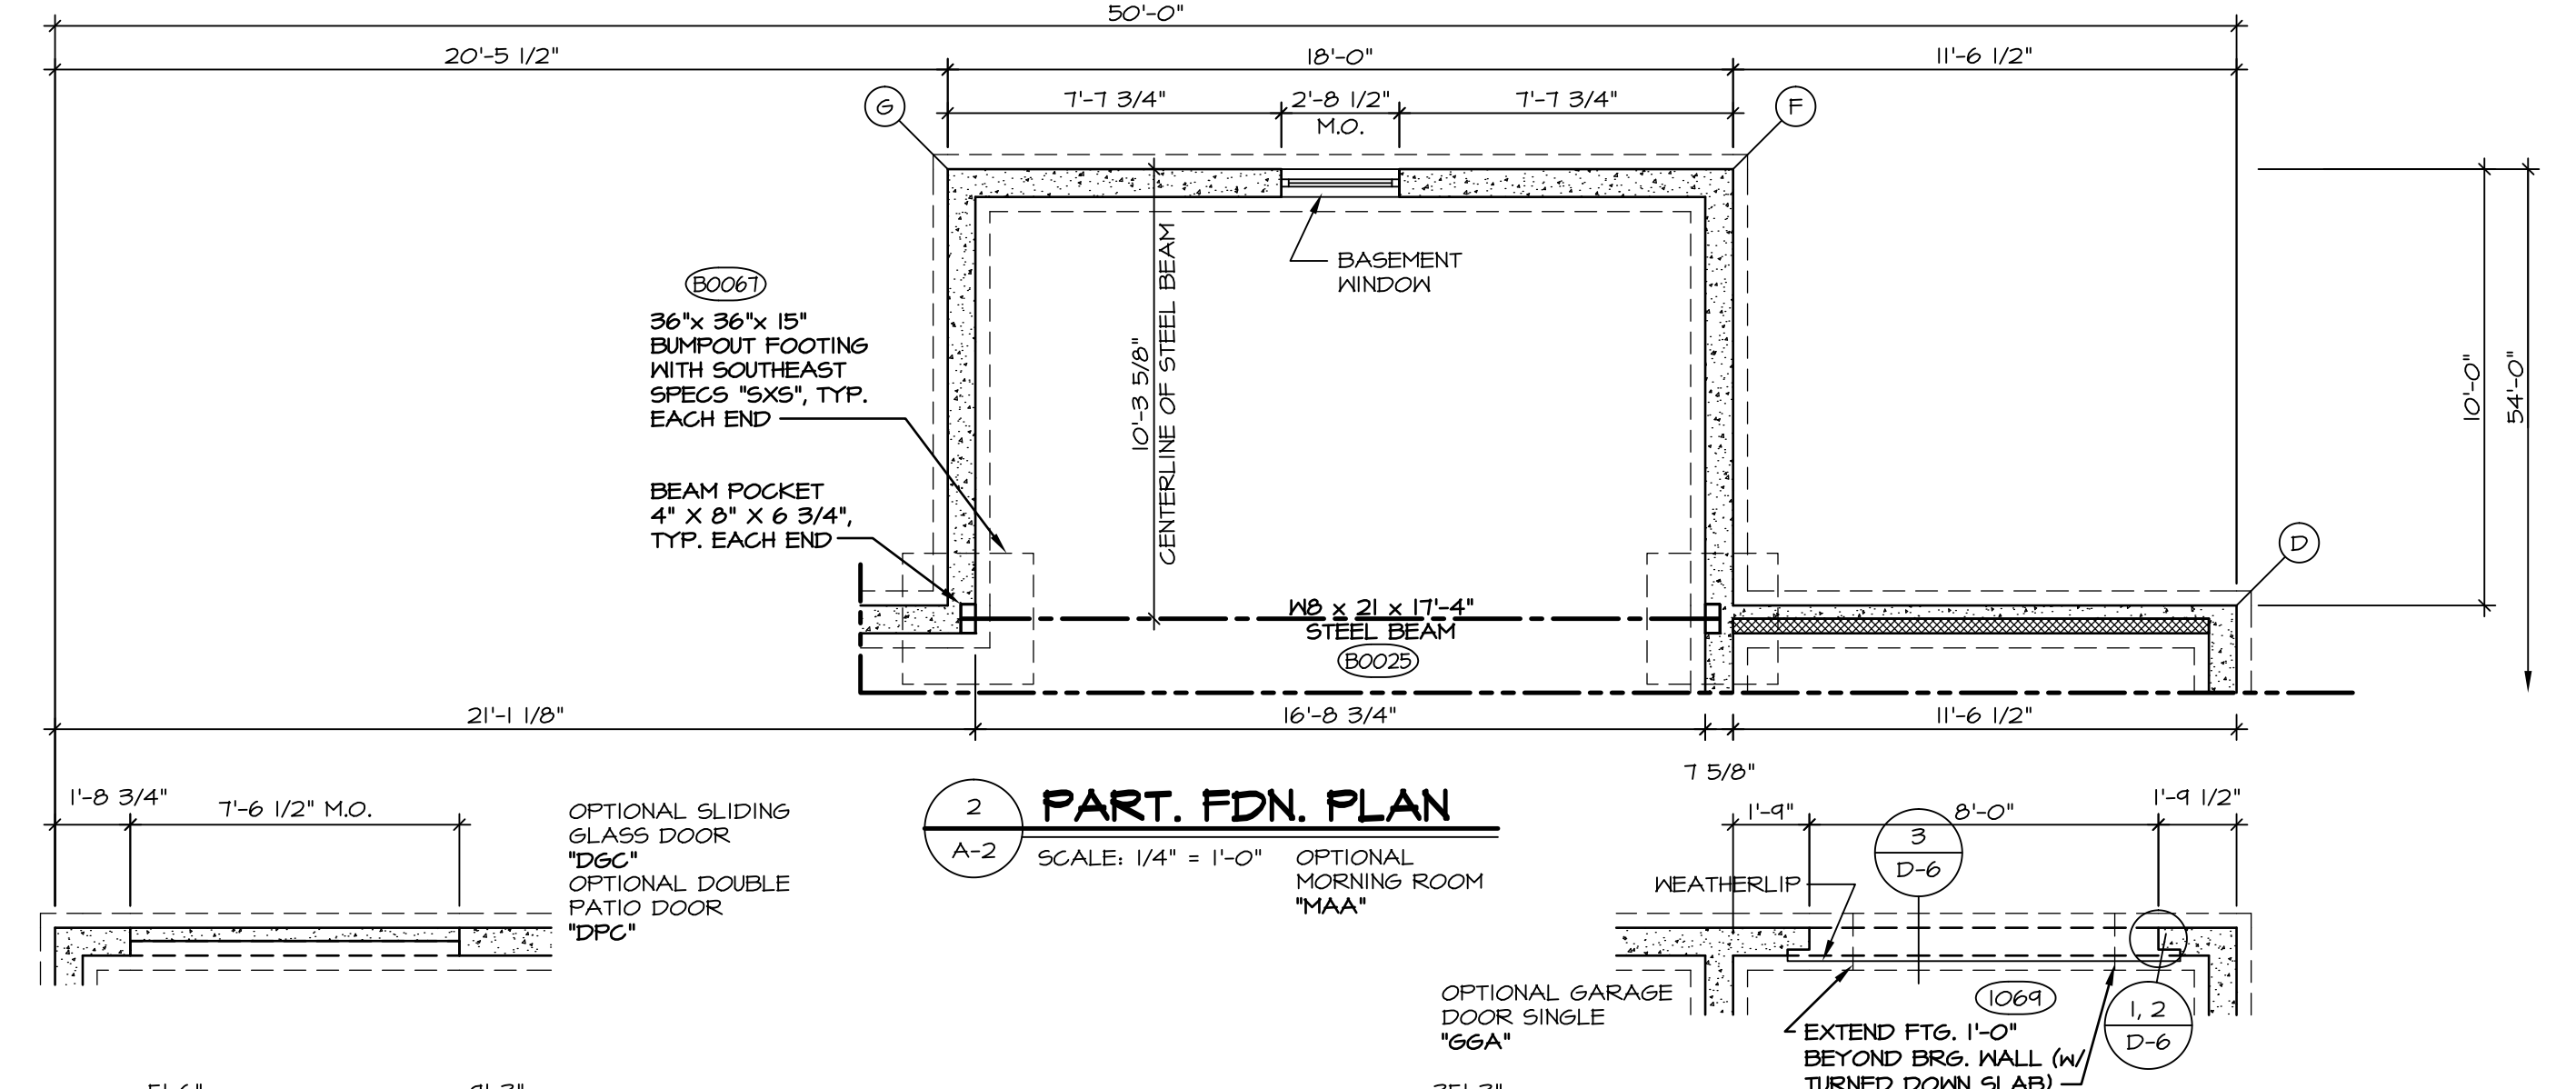 50'-0"
20'-5 1/2"
18'-0"
11'-6 1/2"
7'-7 3/4"
2'-8 1/2"
M.O.
7'-7 3/4"
G
F
BASEMENT
WINDOW
B0067
36"x 36"x 15"
BUMPOUT FOOTING
WITH SOUTHEAST
SPECS "SXS", TYP.
EACH END
BEAM POCKET
4" X 8" X 6 3/4",
TYP. EACH END
10'-3 5/8"
CENTERLINE OF STEEL BEAM
10'-0"
54'-0"
D
W8 x 21 x 17'-4"
STEEL BEAM
B0025
21'-1 1/8"
16'-8 3/4"
11'-6 1/2"
7 5/8"
1'-8 3/4"
7'-6 1/2" M.O.
OPTIONAL SLIDING
GLASS DOOR
"DGC"
OPTIONAL DOUBLE
PATIO DOOR
"DPC"
2
A-2
PART. FDN. PLAN
SCALE: 1/4" = 1'-0"
OPTIONAL
MORNING ROOM
"MAA"
1'-9"
8'-0"
1'-9 1/2"
3
D-6
WEATHERLIP
OPTIONAL GARAGE
DOOR SINGLE
"GGA"
1069
1, 2
D-6
EXTEND FTG. 1'-0"
BEYOND BRG. WALL (w/
TURNED DOWN SLAB)